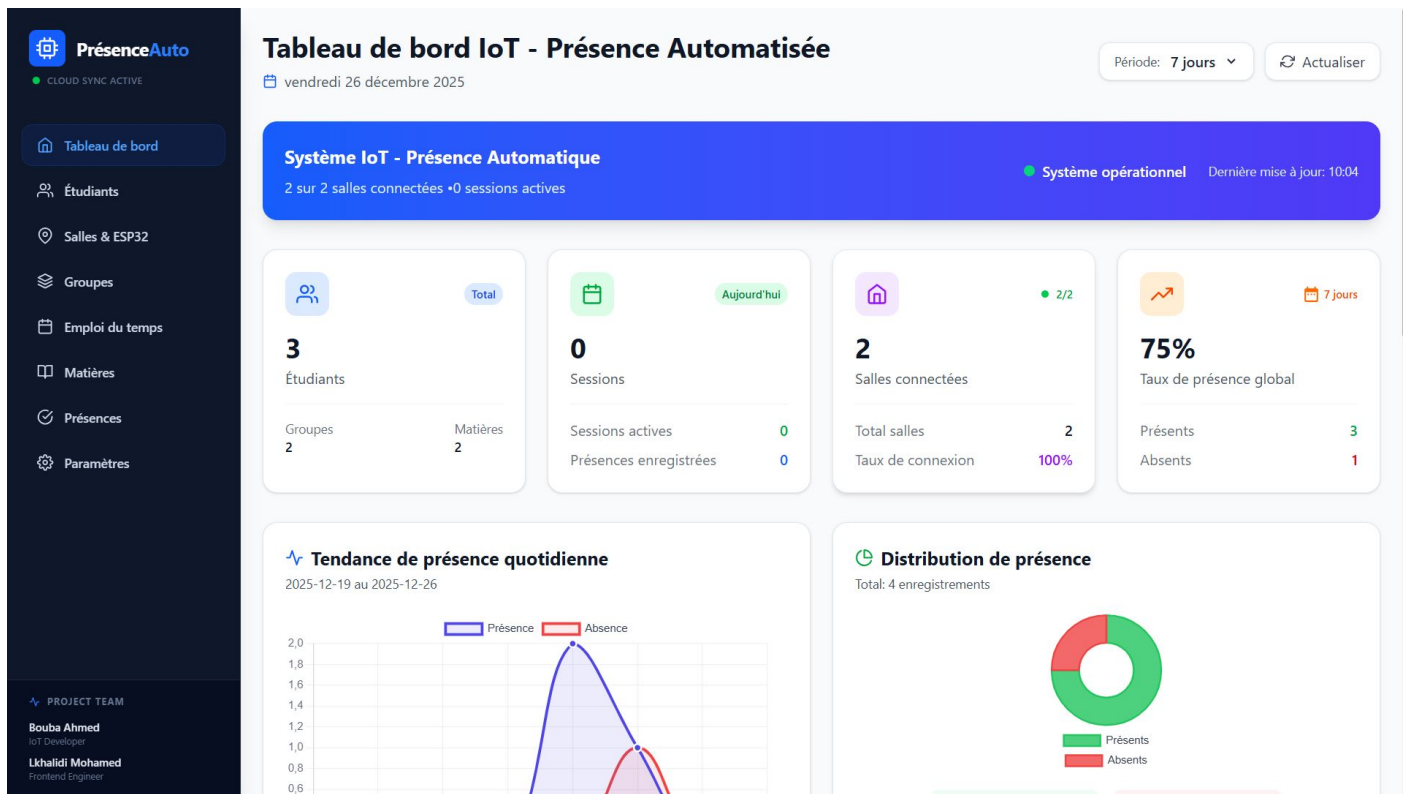 PrésenceAuto
CLOUD SYNC ACTIVE
Tableau de bord
Étudiants
Salles & ESP32
Groupes
Emploi du temps
Matières
Présences
Paramètres
PROJECT TEAM
Bouba Ahmed
IoT Developer
Lkhalidi Mohamed
Frontend Engineer
Tableau de bord IoT - Présence Automatisée
vendredi 26 décembre 2025
Période: 7 jours
Actualiser
Système IoT - Présence Automatique
2 sur 2 salles connectées •0 sessions actives
Système opérationnel
Dernière mise à jour: 10:04
Total
3
Étudiants
Groupes
2
Matières
2
Aujourd'hui
0
Sessions
Sessions actives 0
Présences enregistrées 0
2/2
2
Salles connectées
Total salles 2
Taux de connexion 100%
7 jours
75%
Taux de présence global
Présents 3
Absents 1
Tendance de présence quotidienne
2025-12-19 au 2025-12-26
Présence Absence
2,0
1,8
1,6
1,4
1,2
1,0
0,8
0,6
Distribution de présence
Total: 4 enregistrements
Présents
Absents